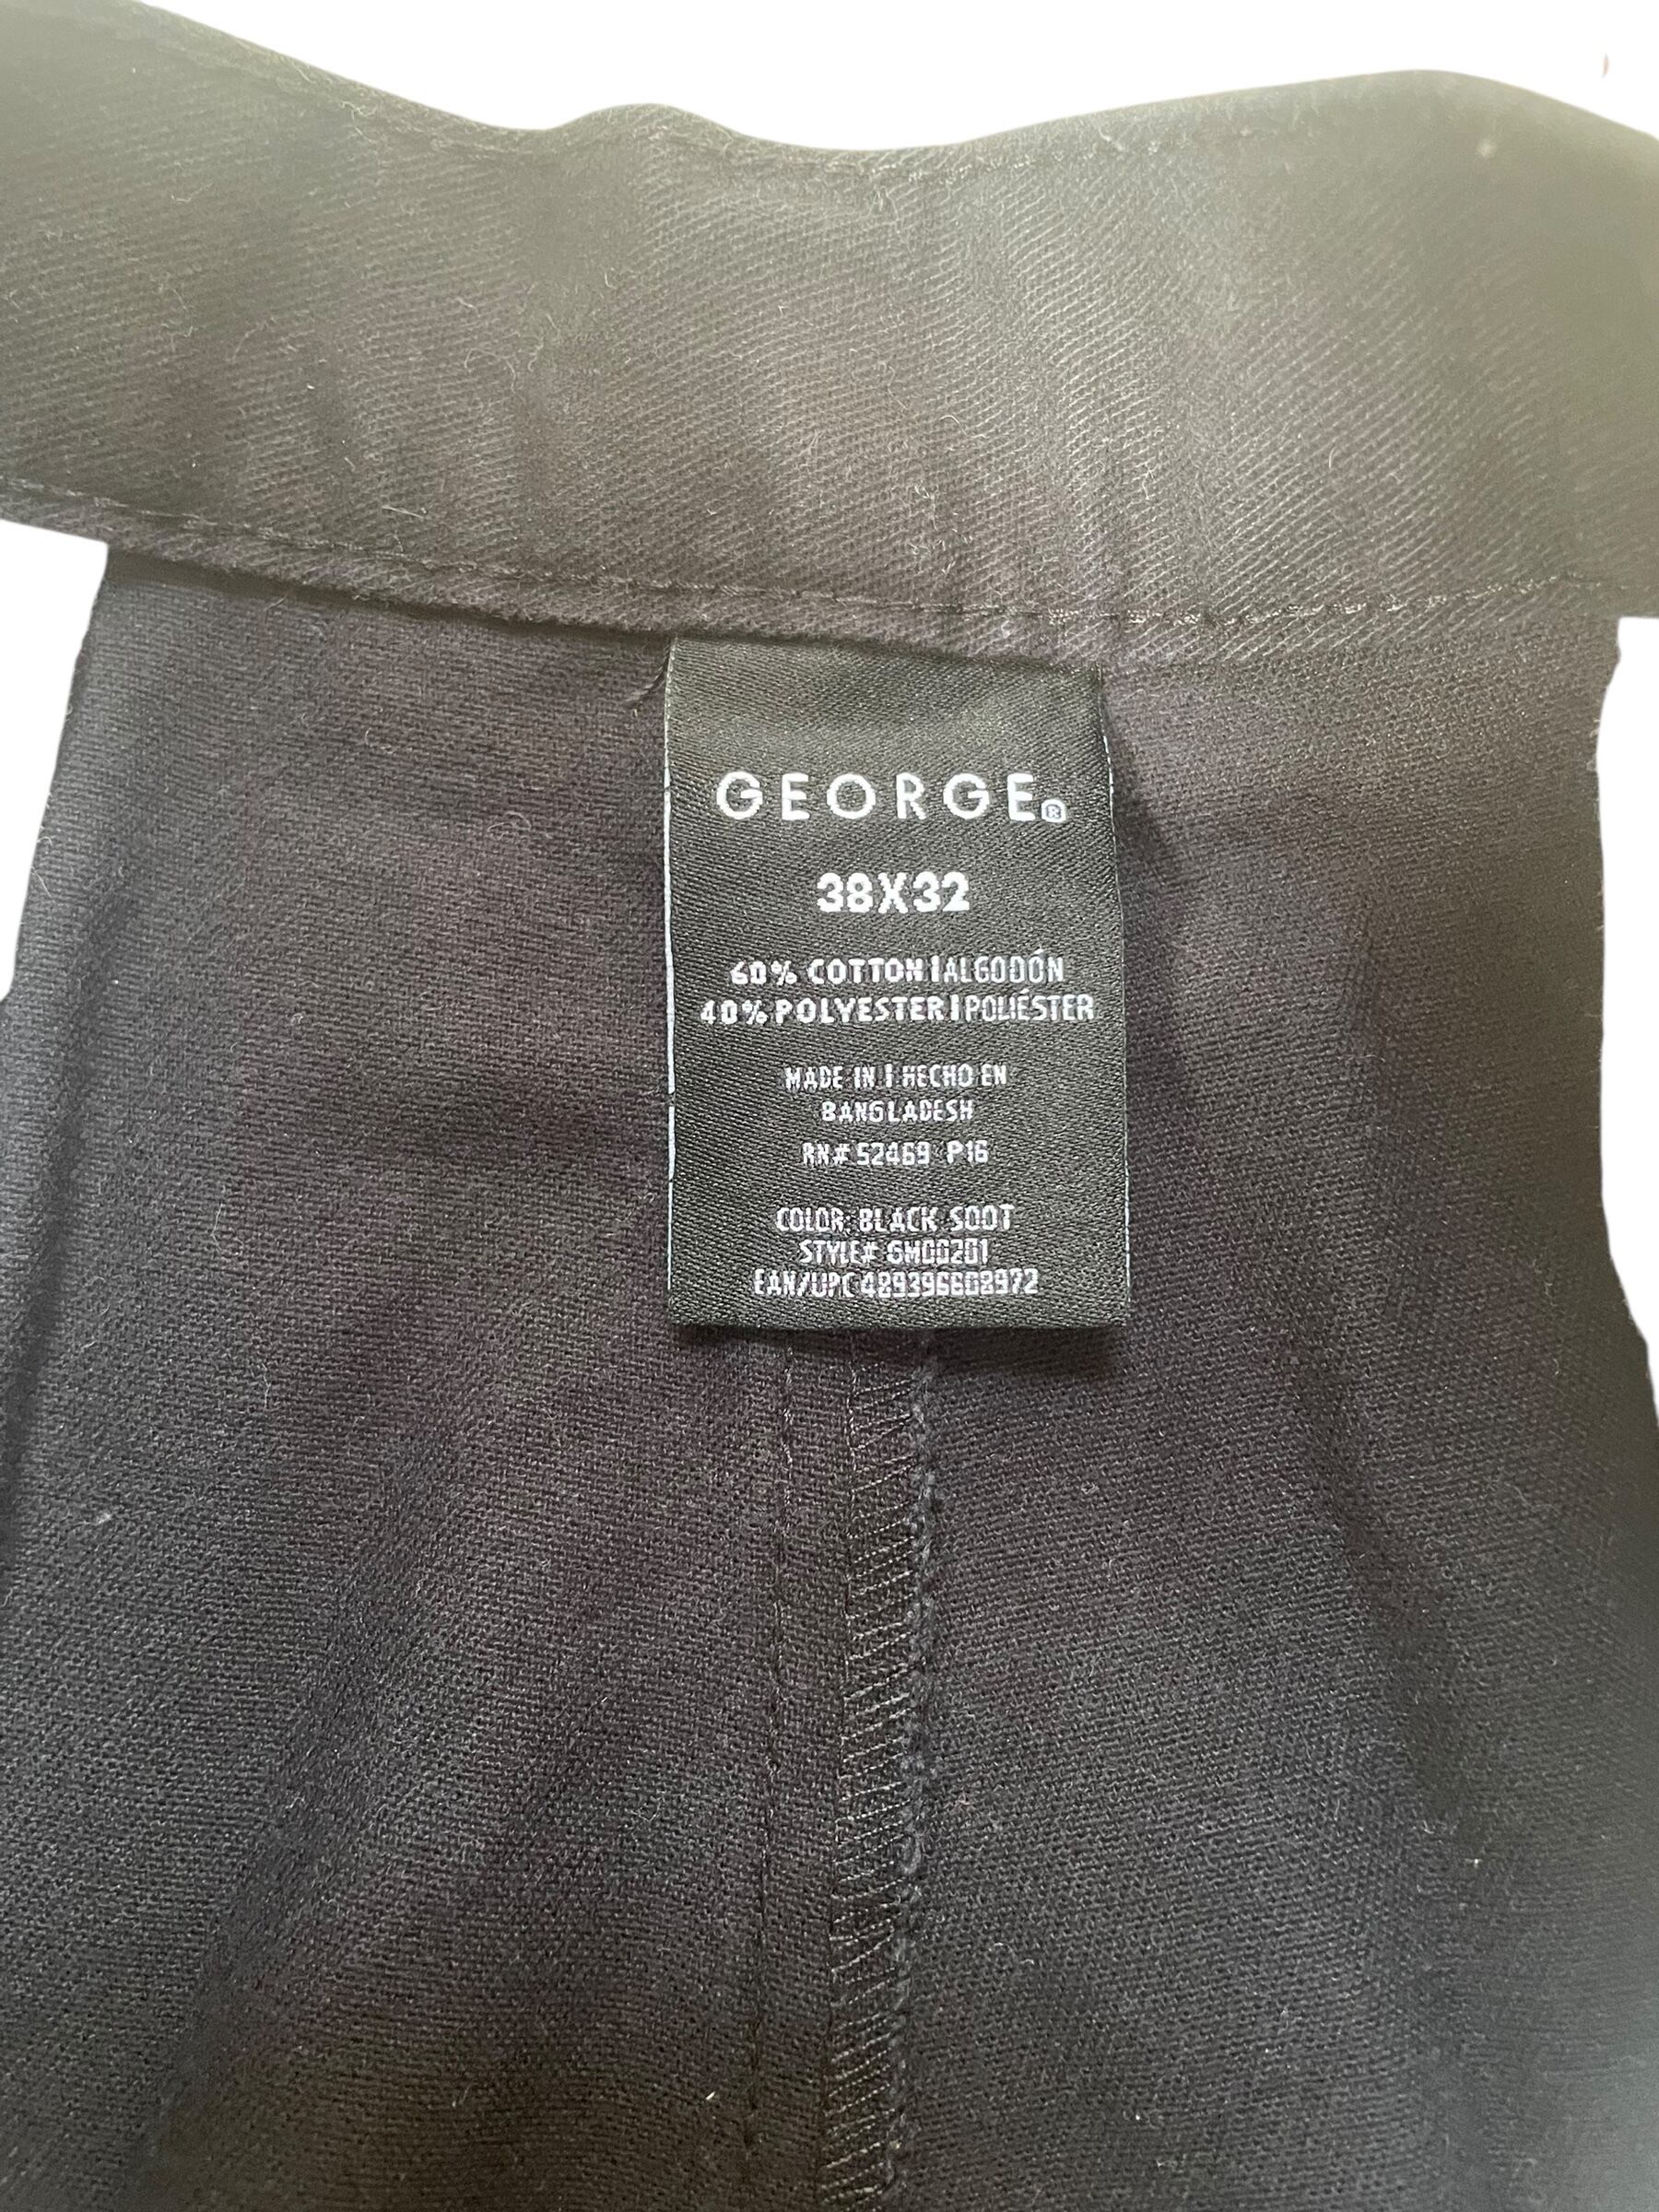 GEORGE®
38X32
60% COTTON|ALGODÓN
40% POLYESTER|POLIÉSTER
MADE IN | HECHO EN
BANGLADESH
RN# 52469 P16
COLOR: BLACK SOOT
STYLE# GM00201
EAN/UPC